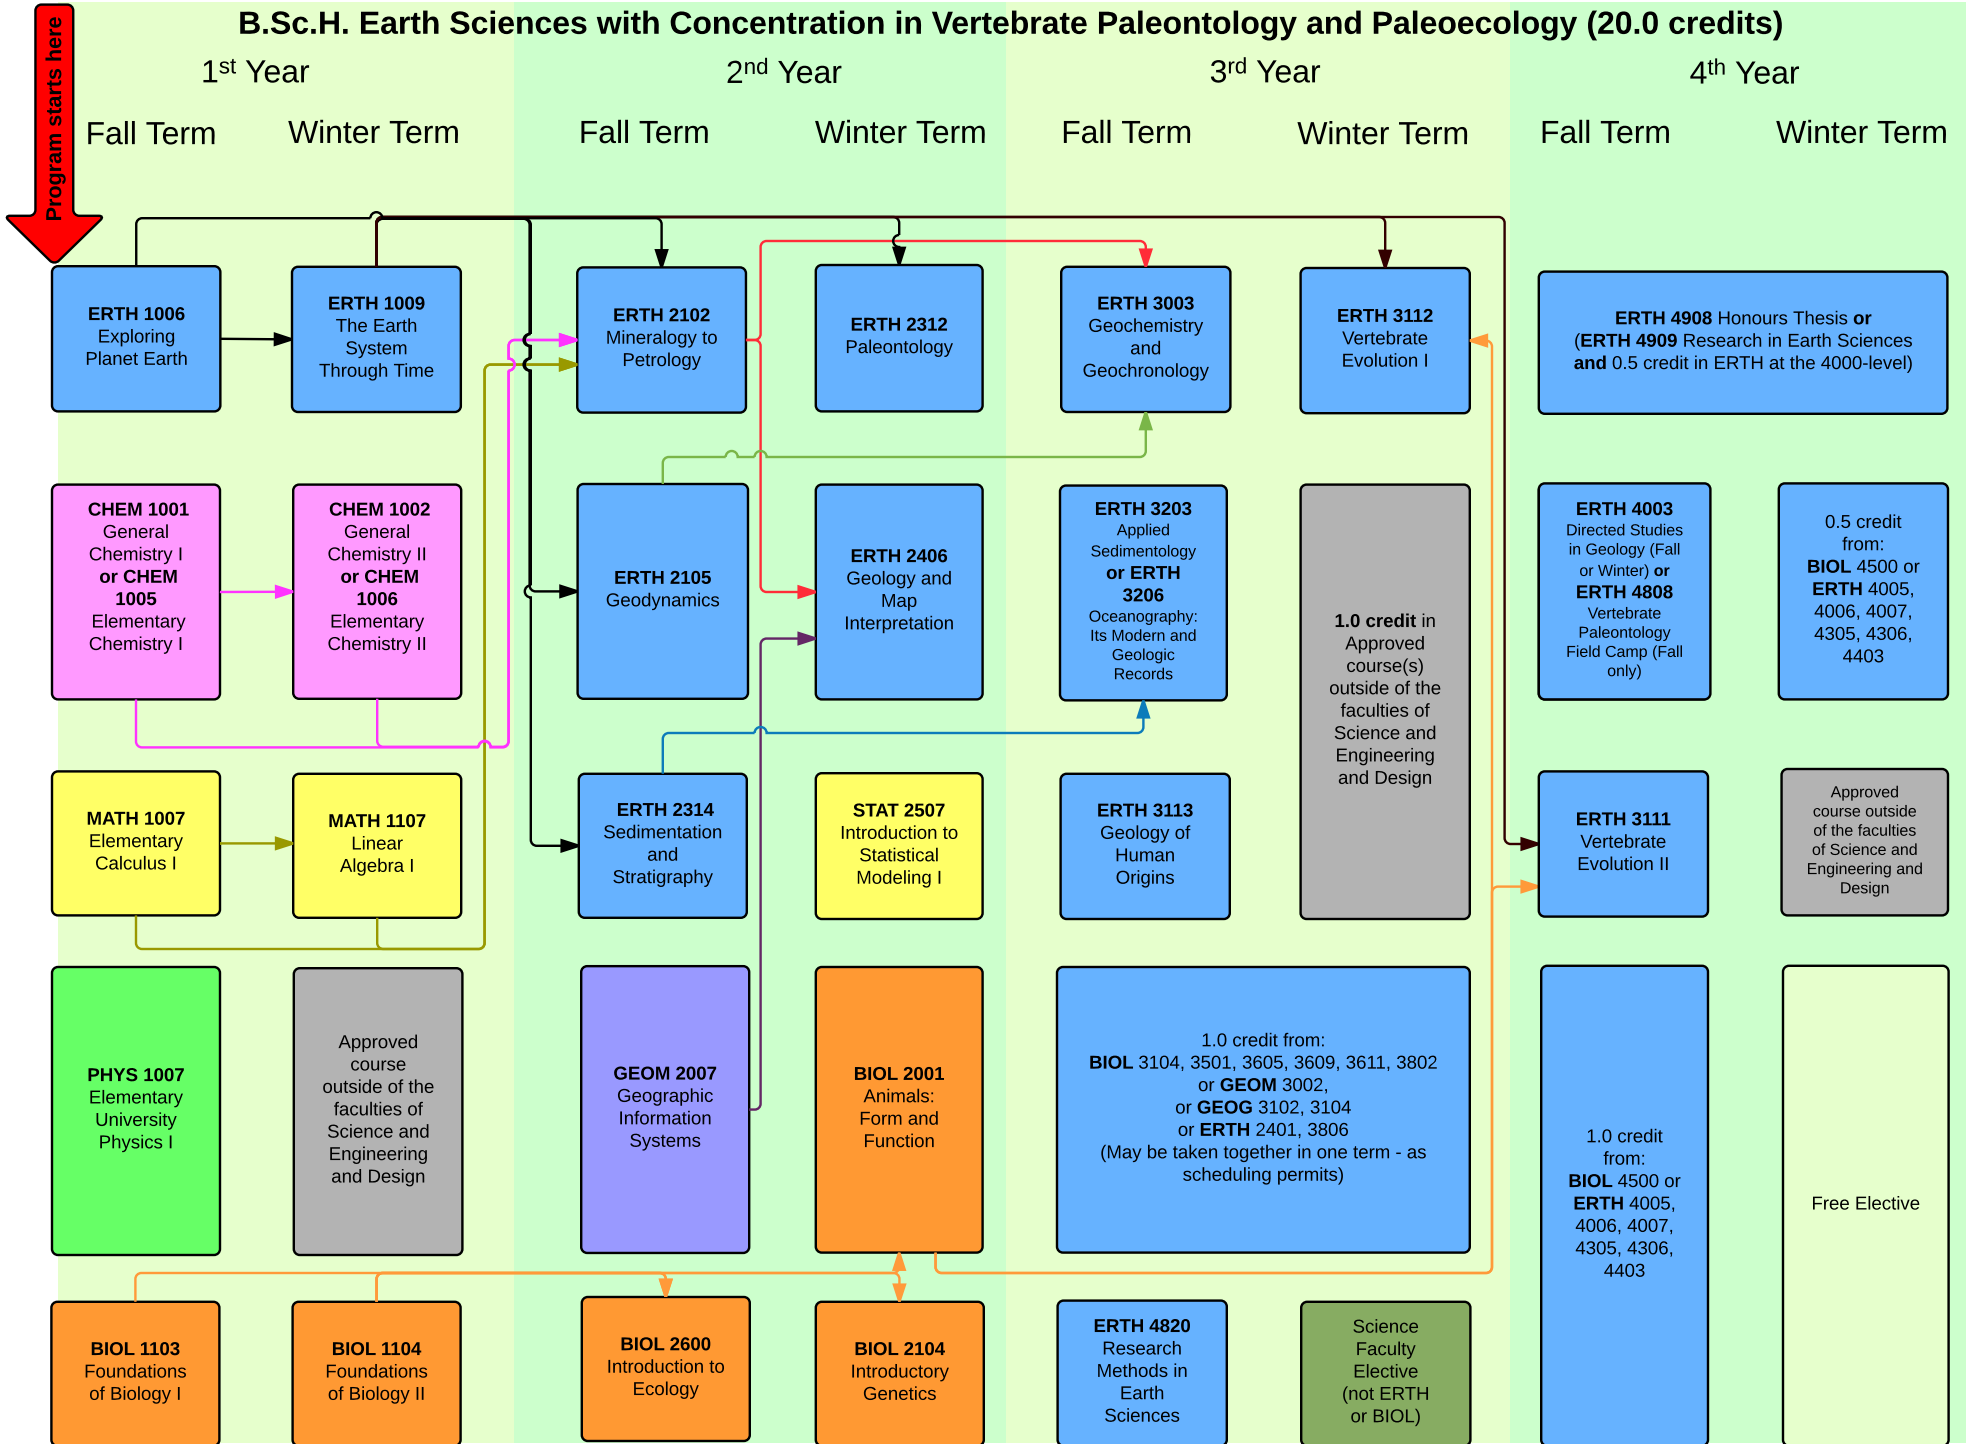 B.Sc.H. Earth Sciences with Concentration in Vertebrate Paleontology and Paleoecology (20.0 credits)
Program starts here
1st Year
2nd Year
3rd Year
4th Year
Fall Term
Winter Term
Fall Term
Winter Term
Fall Term
Winter Term
Fall Term
Winter Term
ERTH 1006
Exploring
Planet Earth
ERTH 1009
The Earth
System
Through Time
ERTH 2102
Mineralogy to
Petrology
ERTH 2312
Paleontology
ERTH 3003
Geochemistry
and
Geochronology
ERTH 3112
Vertebrate
Evolution I
ERTH 4908 Honours Thesis or
(ERTH 4909 Research in Earth Sciences
and 0.5 credit in ERTH at the 4000-level)
CHEM 1001
General
Chemistry I
or CHEM
1005
Elementary
Chemistry I
CHEM 1002
General
Chemistry II
or CHEM
1006
Elementary
Chemistry II
ERTH 2105
Geodynamics
ERTH 2406
Geology and
Map
Interpretation
ERTH 3203
Applied
Sedimentology
or ERTH
3206
Oceanography:
Its Modern and
Geologic
Records
1.0 credit in
Approved
course(s)
outside of the
faculties of
Science and
Engineering
and Design
ERTH 4003
Directed Studies
in Geology (Fall
or Winter) or
ERTH 4808
Vertebrate
Paleontology
Field Camp (Fall
only)
0.5 credit
from:
BIOL 4500 or
ERTH 4005,
4006, 4007,
4305, 4306,
4403
MATH 1007
Elementary
Calculus I
MATH 1107
Linear
Algebra I
ERTH 2314
Sedimentation
and
Stratigraphy
STAT 2507
Introduction to
Statistical
Modeling I
ERTH 3113
Geology of
Human
Origins
ERTH 3111
Vertebrate
Evolution II
Approved
course outside
of the faculties
of Science and
Engineering and
Design
PHYS 1007
Elementary
University
Physics I
Approved
course
outside of the
faculties of
Science and
Engineering
and Design
GEOM 2007
Geographic
Information
Systems
BIOL 2001
Animals:
Form and
Function
1.0 credit from:
BIOL 3104, 3501, 3605, 3609, 3611, 3802
or GEOM 3002,
or GEOG 3102, 3104
or ERTH 2401, 3806
(May be taken together in one term - as
scheduling permits)
1.0 credit
from:
BIOL 4500 or
ERTH 4005,
4006, 4007,
4305, 4306,
4403
Free Elective
BIOL 1103
Foundations
of Biology I
BIOL 1104
Foundations
of Biology II
BIOL 2600
Introduction to
Ecology
BIOL 2104
Introductory
Genetics
ERTH 4820
Research
Methods in
Earth
Sciences
Science
Faculty
Elective
(not ERTH
or BIOL)